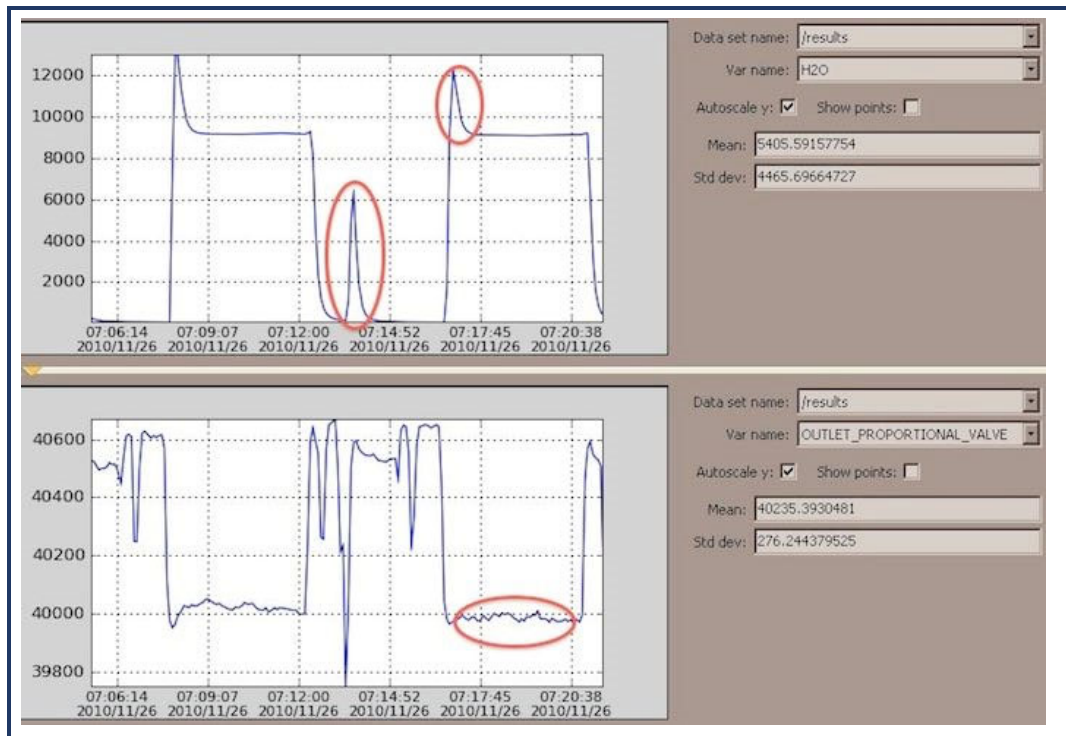 12000
10000
8000
6000
4000
2000
07:06:14 07:09:07 07:12:00 07:14:52 07:17:45 07:20:38
2010/11/26 2010/11/26 2010/11/26 2010/11/26 2010/11/26 2010/11/26
Data set name: /results
Var name: H2O
Autoscale y: Show points:
Mean: 5405.59157754
Std dev: 4465.69664727
40600
40400
40200
40000
39800
07:06:14 07:09:07 07:12:00 07:14:52 07:17:45 07:20:38
2010/11/26 2010/11/26 2010/11/26 2010/11/26 2010/11/26 2010/11/26
Data set name: /results
Var name: OUTLET_PROPORTIONAL_VALVE
Autoscale y: Show points:
Mean: 40235.3930481
Std dev: 276.244379525